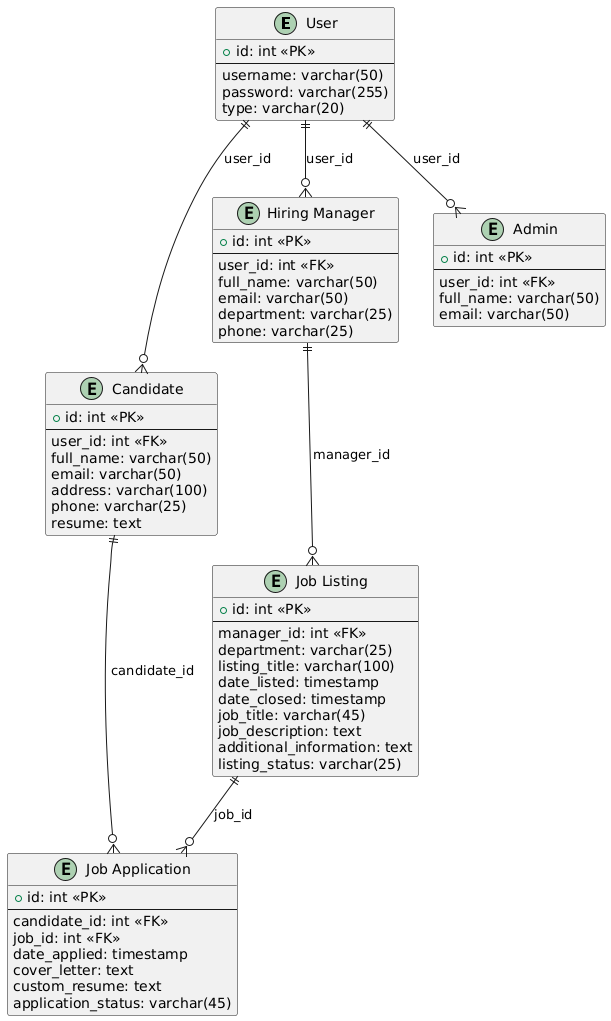 E User
id: int «PK»
username: varchar(50)
password: varchar(255)
type: varchar(20)
user_id
user_id
user_id
E Hiring Manager
id: int «PK»
user_id: int «FK»
full_name: varchar(50)
email: varchar(50)
department: varchar(25)
phone: varchar(25)
E Admin
id: int «PK»
user_id: int «FK»
full_name: varchar(50)
email: varchar(50)
E Candidate
id: int «PK»
user_id: int «FK»
full_name: varchar(50)
email: varchar(50)
address: varchar(100)
phone: varchar(25)
resume: text
manager_id
E Job Listing
id: int «PK»
manager_id: int «FK»
department: varchar(25)
listing_title: varchar(100)
date_listed: timestamp
date_closed: timestamp
job_title: varchar(45)
job_description: text
additional_information: text
listing_status: varchar(25)
candidate_id
job_id
E Job Application
id: int «PK»
candidate_id: int «FK»
job_id: int «FK»
date_applied: timestamp
cover_letter: text
custom_resume: text
application_status: varchar(45)